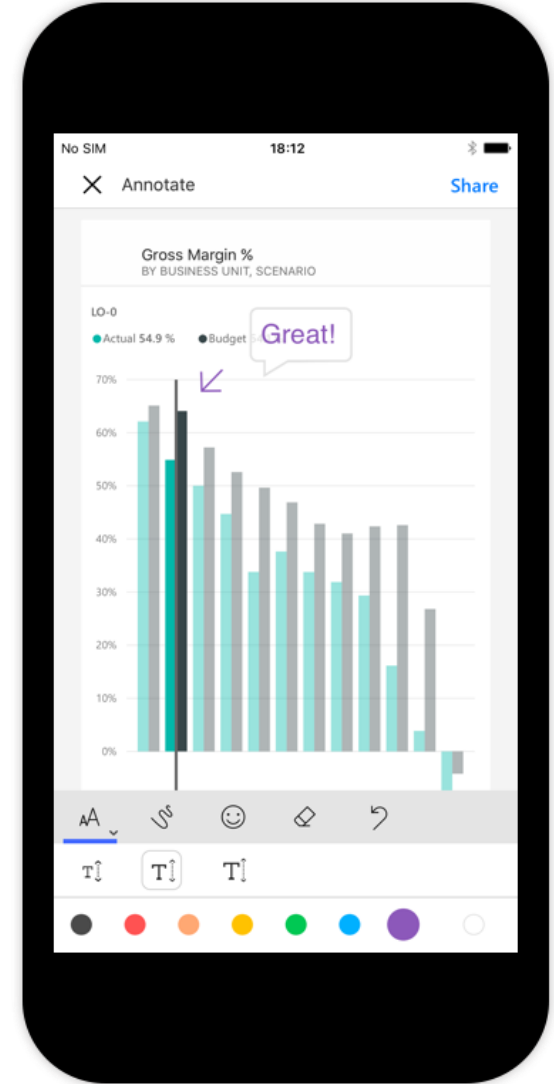 No SIM 18:12
Annotate Share
Gross Margin %
BY BUSINESS UNIT, SCENARIO
LO-0
Actual 54.9 % Budget
Great!
70%
60%
50%
40%
30%
20%
10%
0%
AA
T T T